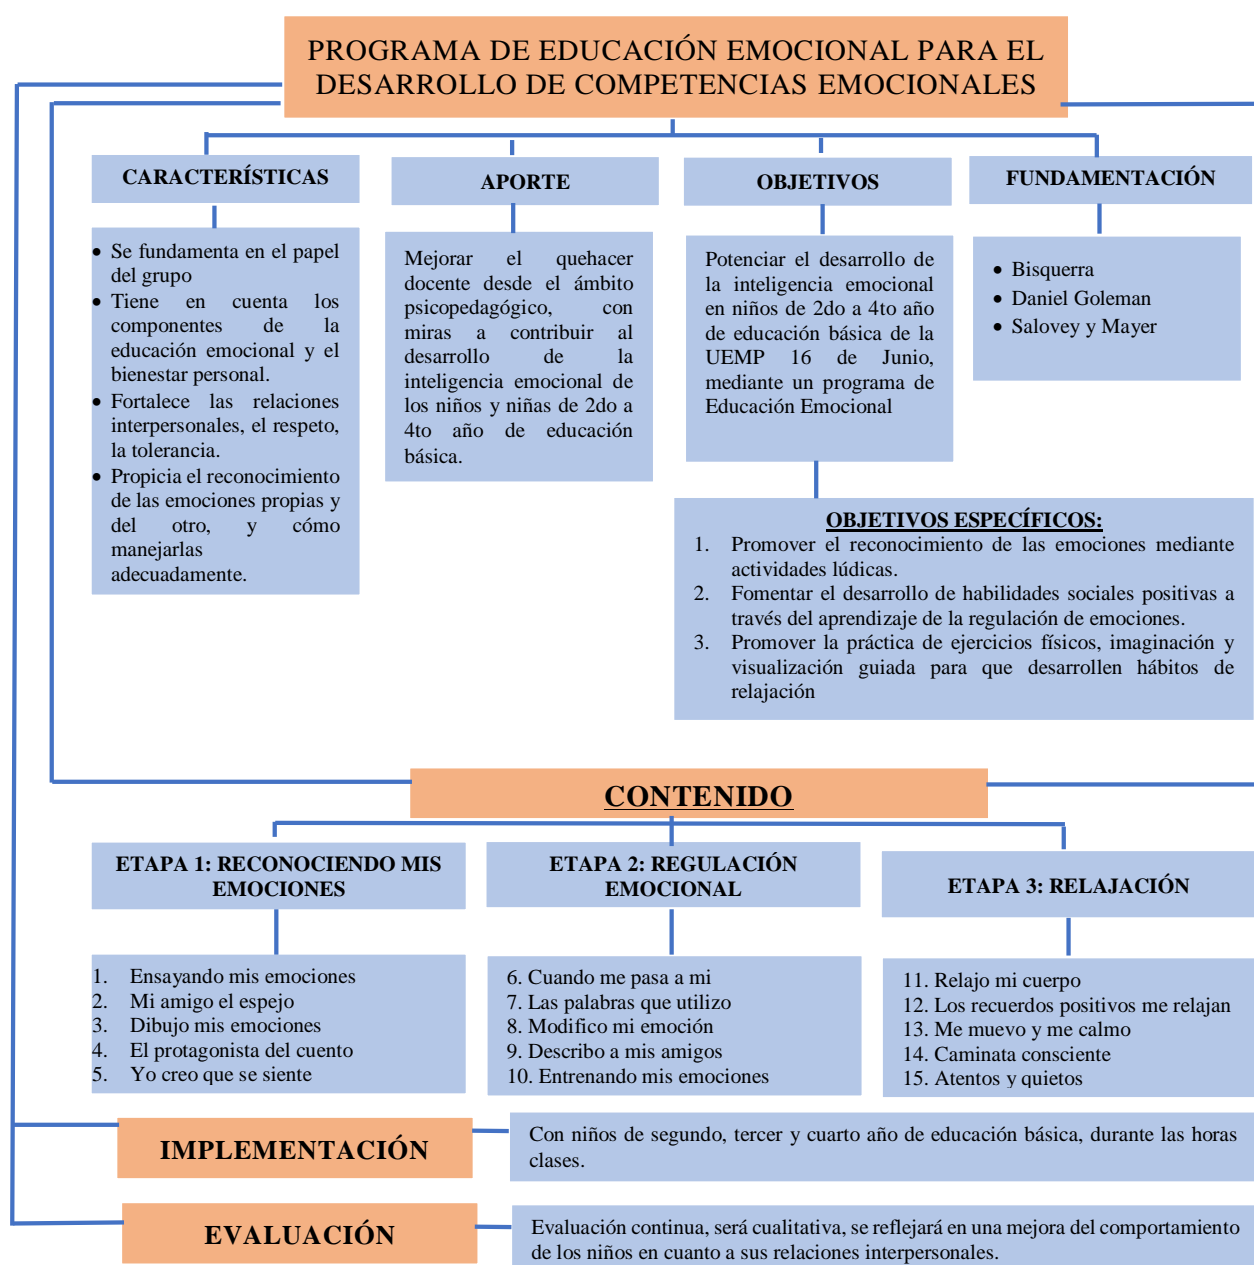 PROGRAMA DE EDUCACIÓN EMOCIONAL PARA EL
DESARROLLO DE COMPETENCIAS EMOCIONALES
CARACTERÍSTICAS
• Se fundamenta en el papel
del grupo
• Tiene en cuenta los
componentes de la
educación emocional y el
bienestar personal.
• Fortalece las relaciones
interpersonales, el respeto,
la tolerancia.
• Propicia el reconocimiento
de las emociones propias y
del otro, y cómo
manejarlas
adecuadamente.
APORTE
Mejorar el quehacer
docente desde el ámbito
psicopedagógico, con
miras a contribuir al
desarrollo de la
inteligencia emocional de
los niños y niñas de 2do a
4to año de educación
básica.
OBJETIVOS
Potenciar el desarrollo de
la inteligencia emocional
en niños de 2do a 4to año
de educación básica de la
UEMP 16 de Junio,
mediante un programa de
Educación Emocional
FUNDAMENTACIÓN
• Bisquerra
• Daniel Goleman
• Salovey y Mayer
OBJETIVOS ESPECÍFICOS:
1. Promover el reconocimiento de las emociones mediante
actividades lúdicas.
2. Fomentar el desarrollo de habilidades sociales positivas a
través del aprendizaje de la regulación de emociones.
3. Promover la práctica de ejercicios físicos, imaginación y
visualización guiada para que desarrollen hábitos de
relajación
CONTENIDO
ETAPA 1: RECONOCIENDO MIS
EMOCIONES
1. Ensayando mis emociones
2. Mi amigo el espejo
3. Dibujo mis emociones
4. El protagonista del cuento
5. Yo creo que se siente
ETAPA 2: REGULACIÓN
EMOCIONAL
6. Cuando me pasa a mi
7. Las palabras que utilizo
8. Modifico mi emoción
9. Describo a mis amigos
10. Entrenando mis emociones
ETAPA 3: RELAJACIÓN
11. Relajo mi cuerpo
12. Los recuerdos positivos me relajan
13. Me muevo y me calmo
14. Caminata consciente
15. Atentos y quietos
IMPLEMENTACIÓN
Con niños de segundo, tercer y cuarto año de educación básica, durante las horas
clases.
EVALUACIÓN
Evaluación continua, será cualitativa, se reflejará en una mejora del comportamiento
de los niños en cuanto a sus relaciones interpersonales.